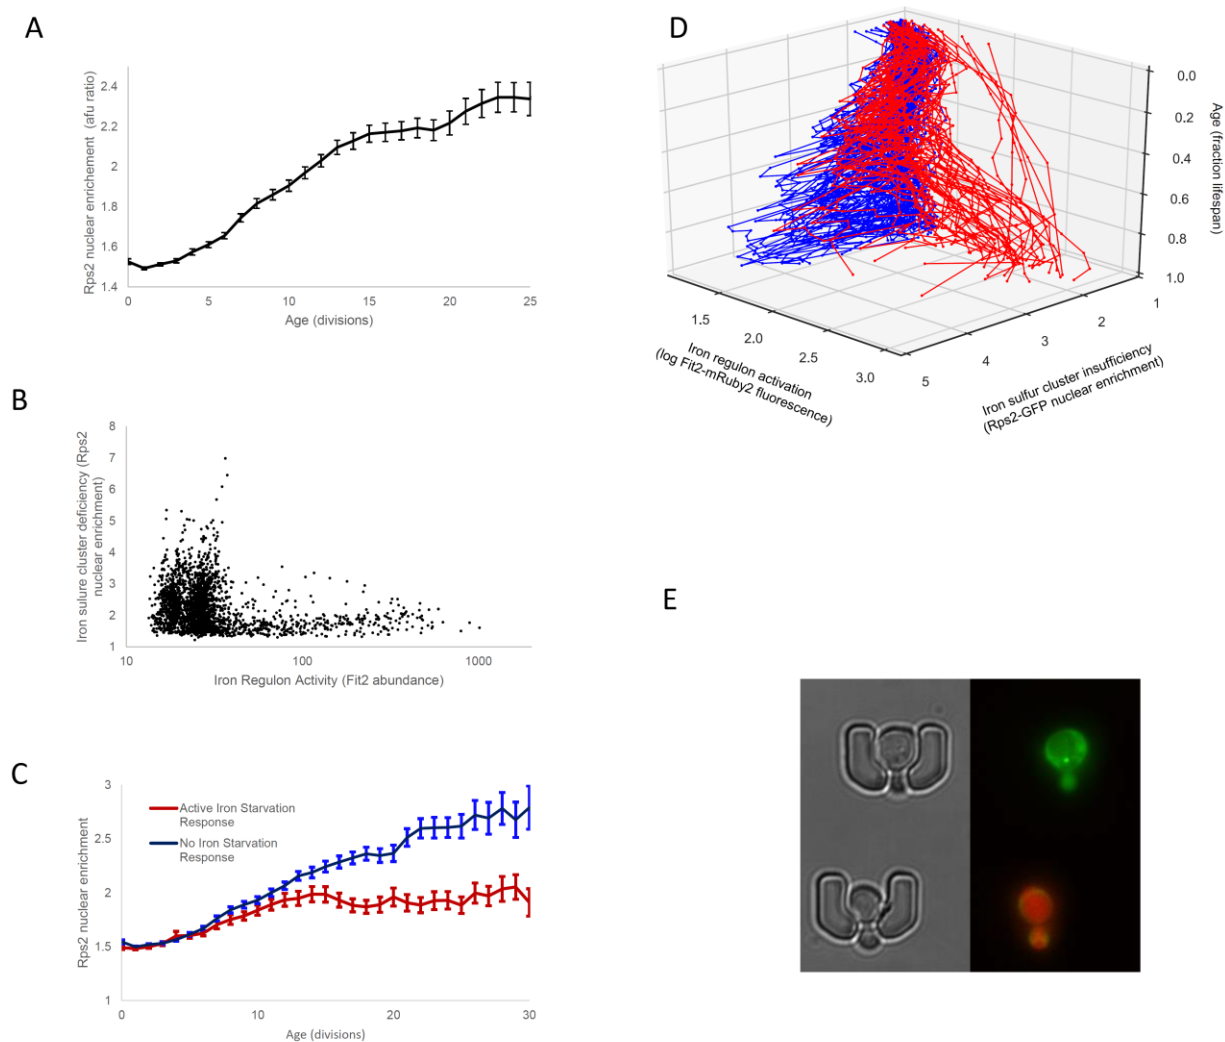 A
Rps2 nuclear enrichment (afu ratio)
2.4
2.2
2
1.8
1.6
1.4
0
5
10
15
20
25
Age (divisions)
B
Iron sulure cluster deficiency (Rps2
nuclear enrichment)
8
7
6
5
4
3
2
1
10
100
1000
Iron Regulon Activity (Fit2 abundance)
C
Rps2 nuclear enrichment
3
2.5
2
1.5
1
Active Iron Starvation
Response
No Iron Starvation
Response
0
10
20
30
Age (divisions)
D
0.0
0.2
0.4
0.6
0.8
1.0
Age (fraction lifespan)
1.5
2.0
2.5
3.0
Iron regulon activation
(log Fit2-mRuby2 fluorescence)
5
4
3
2
1
Iron sulfur cluster insufficiency
(Rps2-GFP nuclear enrichment)
E